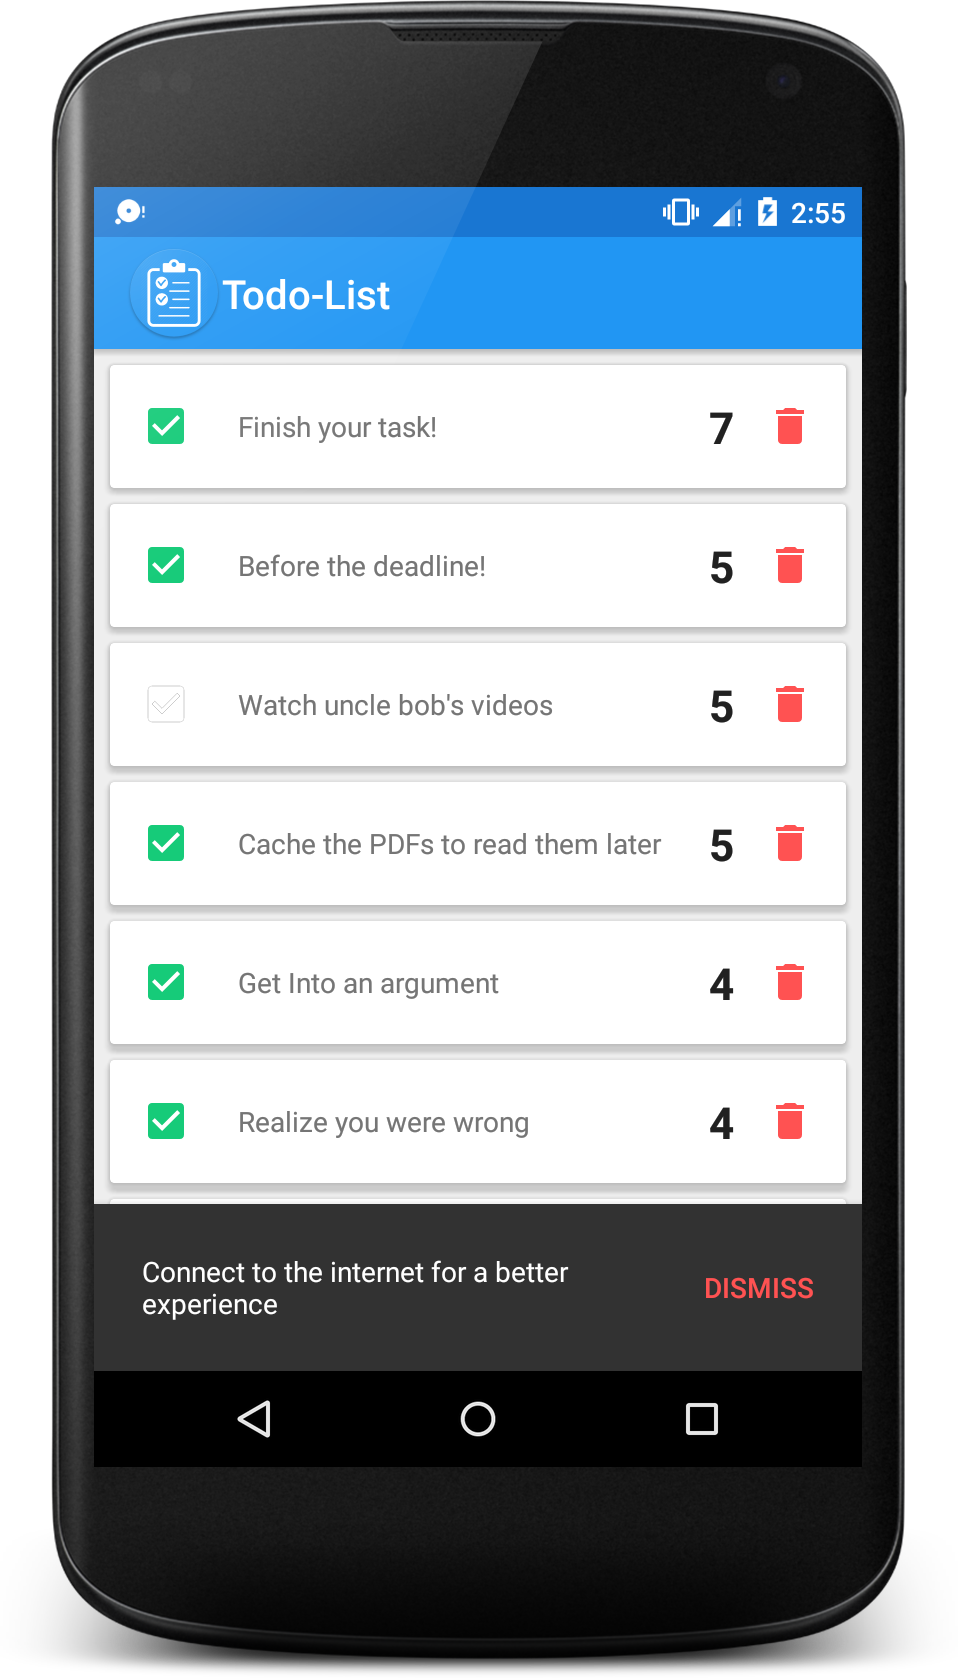 2:55
Todo-List
Finish your task! 7
Before the deadline! 5
Watch uncle bob's videos 5
Cache the PDFs to read them later 5
Get Into an argument 4
Realize you were wrong 4
Connect to the internet for a better
experience
DISMISS